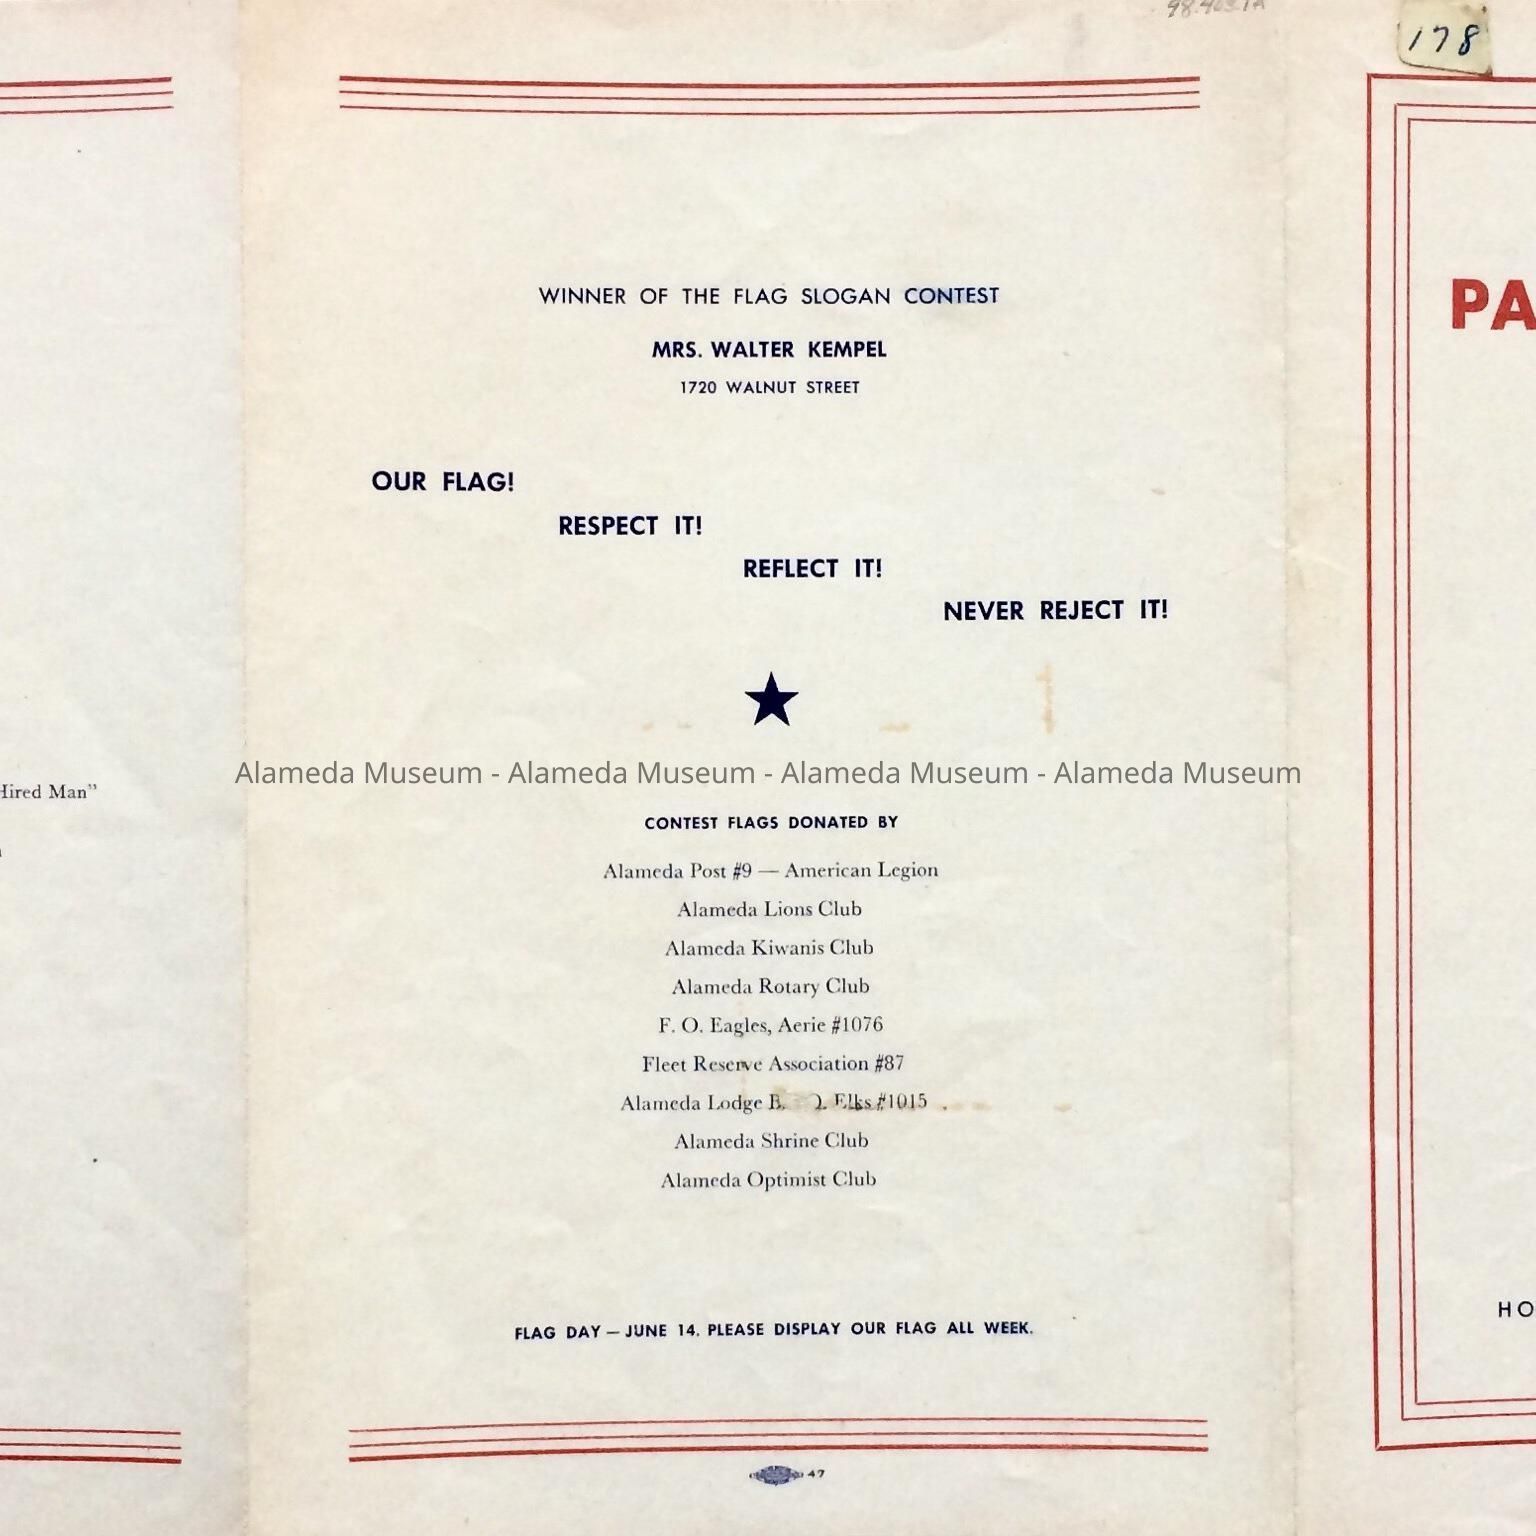 178
WINNER OF THE FLAG SLOGAN CONTEST
MRS. WALTER KEMPEL
1720 WALNUT STREET
OUR FLAG!
RESPECT IT!
REFLECT IT!
NEVER REJECT IT!
Alameda Museum - Alameda Museum - Alameda Museum - Alameda Museum
CONTEST FLAGS DONATED BY
Alameda Post #9 — American Legion
Alameda Lions Club
Alameda Kiwanis Club
Alameda Rotary Club
F. O. Eagles, Aerie #1076
Fleet Reserve Association #87
Alameda Lodge B. O. Elks #1015
Alameda Shrine Club
Alameda Optimist Club
FLAG DAY — JUNE 14. PLEASE DISPLAY OUR FLAG ALL WEEK.
47
Hired Man”
PA
HO